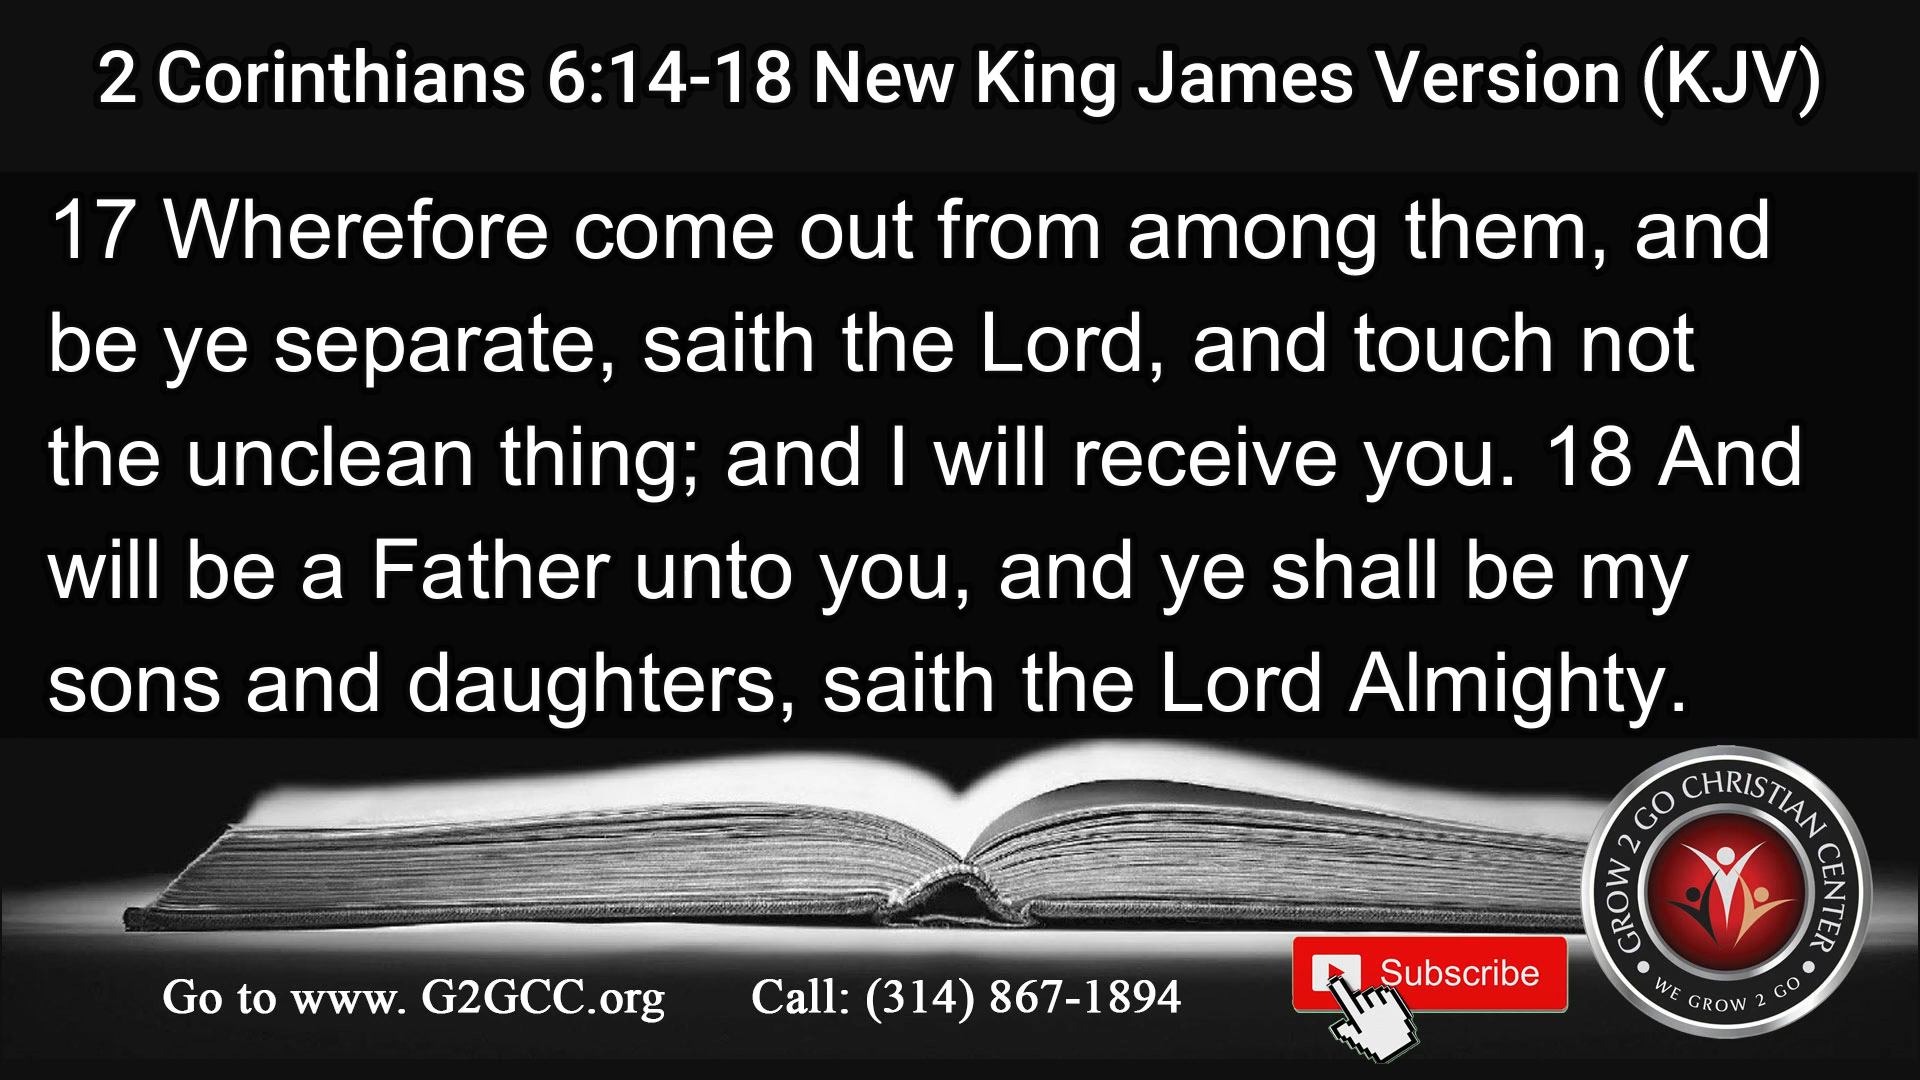 2 Corinthians 6:14-18 New King James Version (KJV)
17 Wherefore come out from among them, and
be ye separate, saith the Lord, and touch not
the unclean thing; and I will receive you. 18 And
will be a Father unto you, and ye shall be my
sons and daughters, saith the Lord Almighty.
GROW 2 GO CHRISTIAN CENTER
WE GROW 2 GO
Subscribe
Go to www. G2GCC.org Call: (314) 867-1894